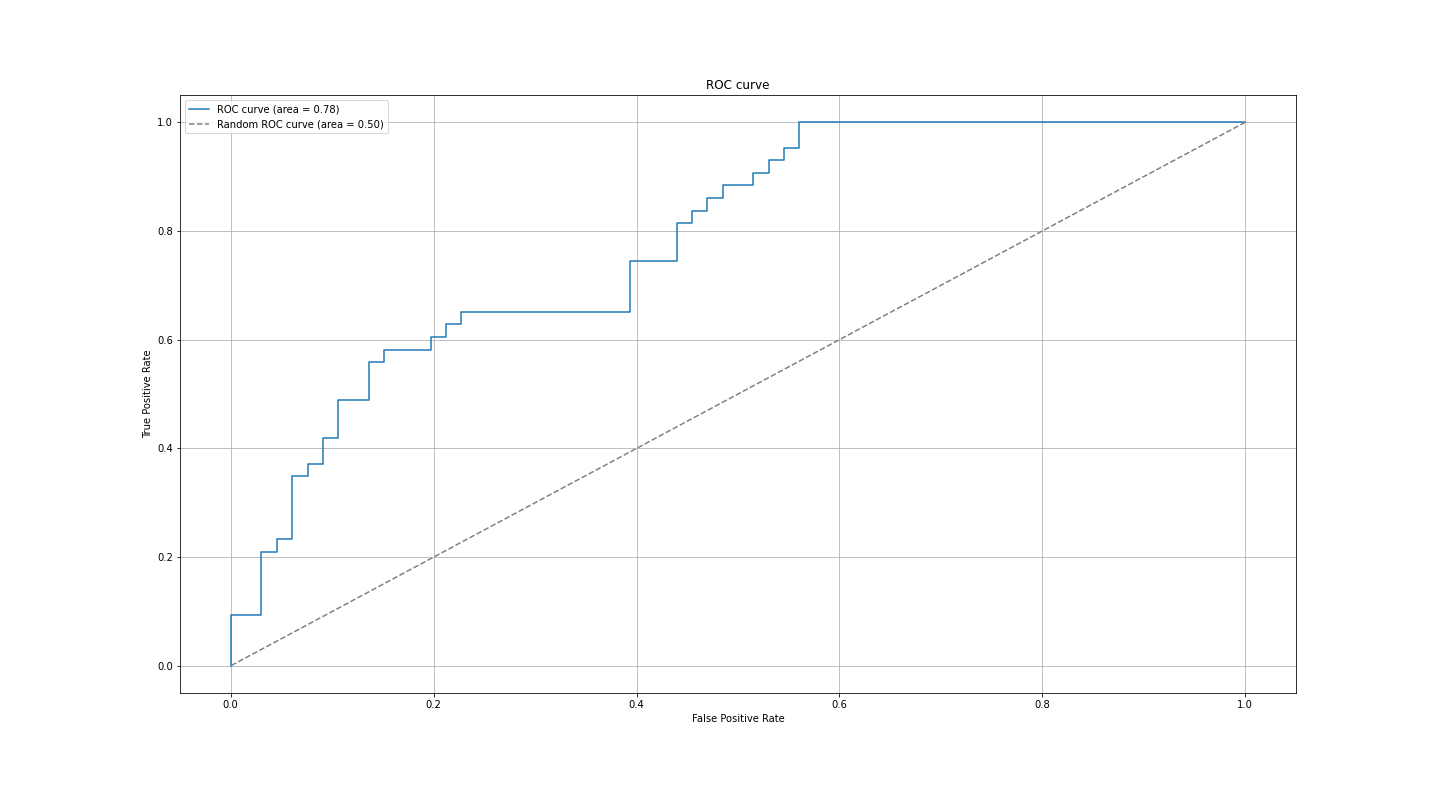 ROC curve
ROC curve (area = 0.78)
Random ROC curve (area = 0.50)
1.0
0.8
0.6
0.4
0.2
0.0
True Positive Rate
0.0 0.2 0.4 0.6 0.8 1.0
False Positive Rate